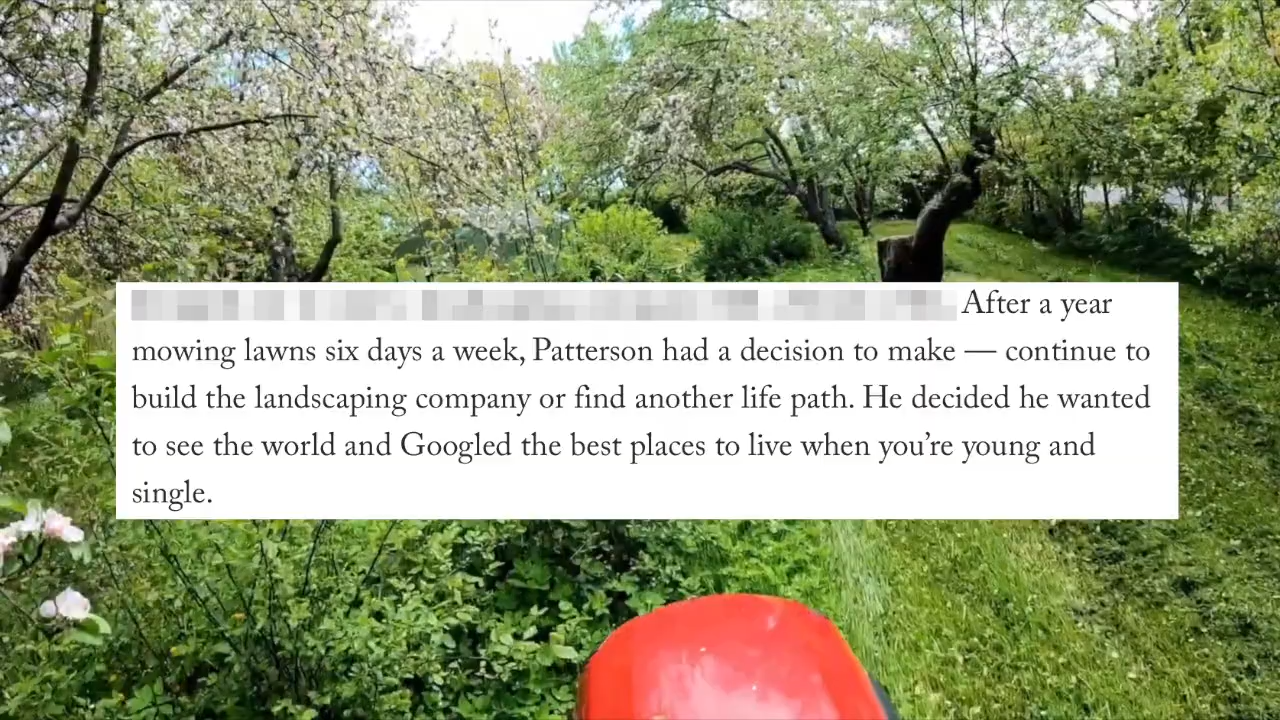 After a year
mowing lawns six days a week, Patterson had a decision to make — continue to
build the landscaping company or find another life path. He decided he wanted
to see the world and Googled the best places to live when you’re young and
single.